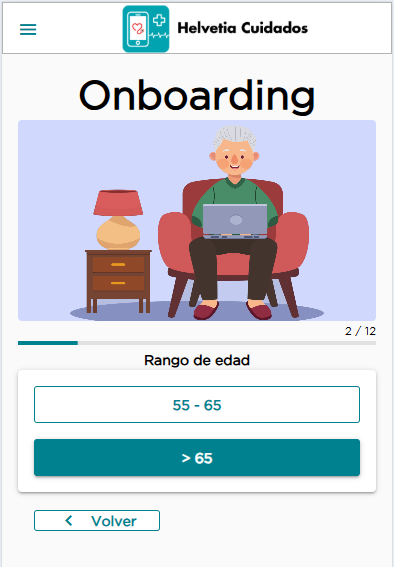 Helvetia Cuidados
Onboarding
2 / 12
Rango de edad
55 - 65
> 65
Volver